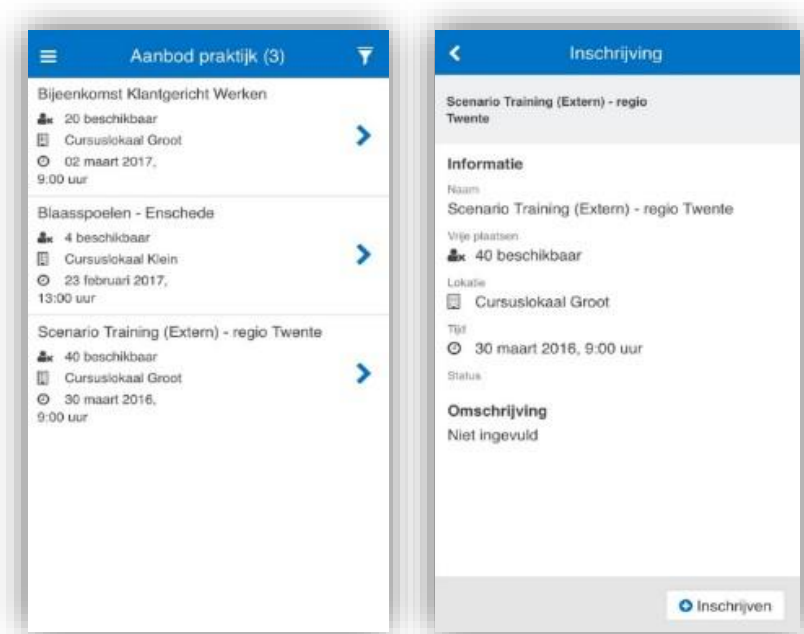 Aanbod praktijk (3)
Bijeenkomst Klantgericht Werken
20 beschikbaar
Cursuslokaal Groot
02 maart 2017,
9:00 uur
Blaasspoelen - Enschede
4 beschikbaar
Cursuslokaal Klein
23 februari 2017,
13:00 uur
Scenario Training (Extern) - regio Twente
40 beschikbaar
Cursuslokaal Groot
30 maart 2016,
9:00 uur
Inschrijving
Scenario Training (Extern) - regio
Twente
Informatie
Naam
Scenario Training (Extern) - regio Twente
Vrije plaatsen
40 beschikbaar
Lokatie
Cursuslokaal Groot
Tijd
30 maart 2016, 9:00 uur
Status
Omschrijving
Niet ingevuld
Inschrijven